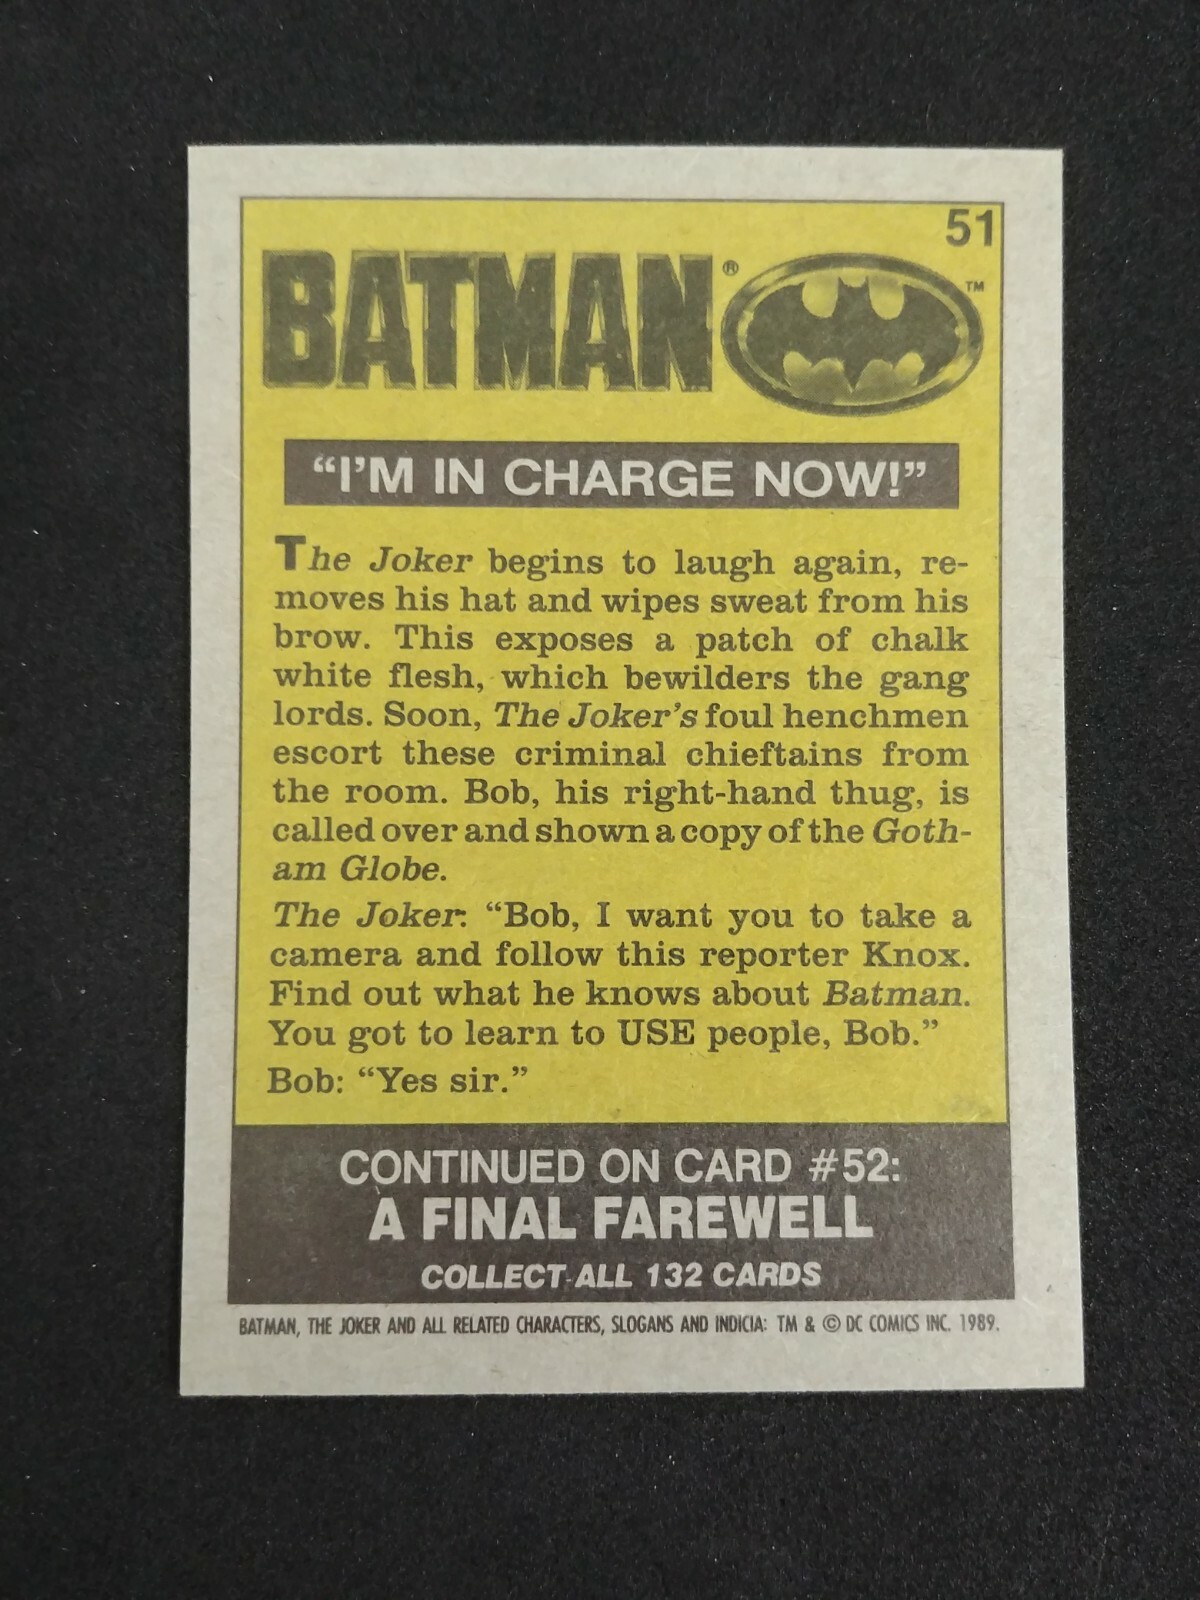 51
BATMAN® ™
“I’M IN CHARGE NOW!”
The Joker begins to laugh again, re-
moves his hat and wipes sweat from his
brow. This exposes a patch of chalk
white flesh, which bewilders the gang
lords. Soon, The Joker’s foul henchmen
escort these criminal chieftains from
the room. Bob, his right-hand thug, is
called over and shown a copy of the Goth-
am Globe.
The Joker: “Bob, I want you to take a
camera and follow this reporter Knox.
Find out what he knows about Batman.
You got to learn to USE people, Bob.”
Bob: “Yes sir.”
CONTINUED ON CARD #52:
A FINAL FAREWELL
COLLECT ALL 132 CARDS
BATMAN, THE JOKER AND ALL RELATED CHARACTERS, SLOGANS AND INDICIA: TM & © DC COMICS INC. 1989.